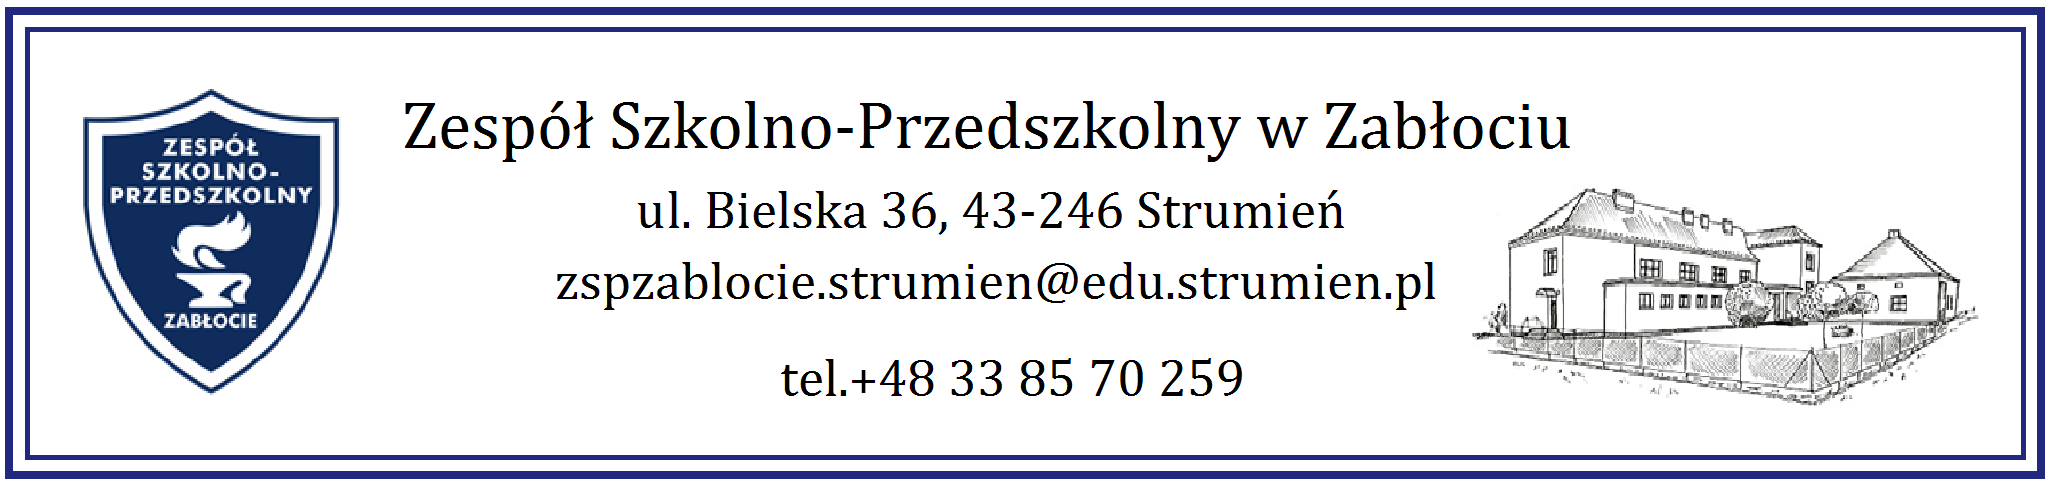 ZESPÓŁ
SZKOLNO-
PRZEDSZKOLNY
ZABŁOCIE
Zespół Szkolno-Przedszkolny w Zabłociu
ul. Bielska 36, 43-246 Strumień
zspzablocie.strumien@edu.strumien.pl
tel.+48 33 85 70 259